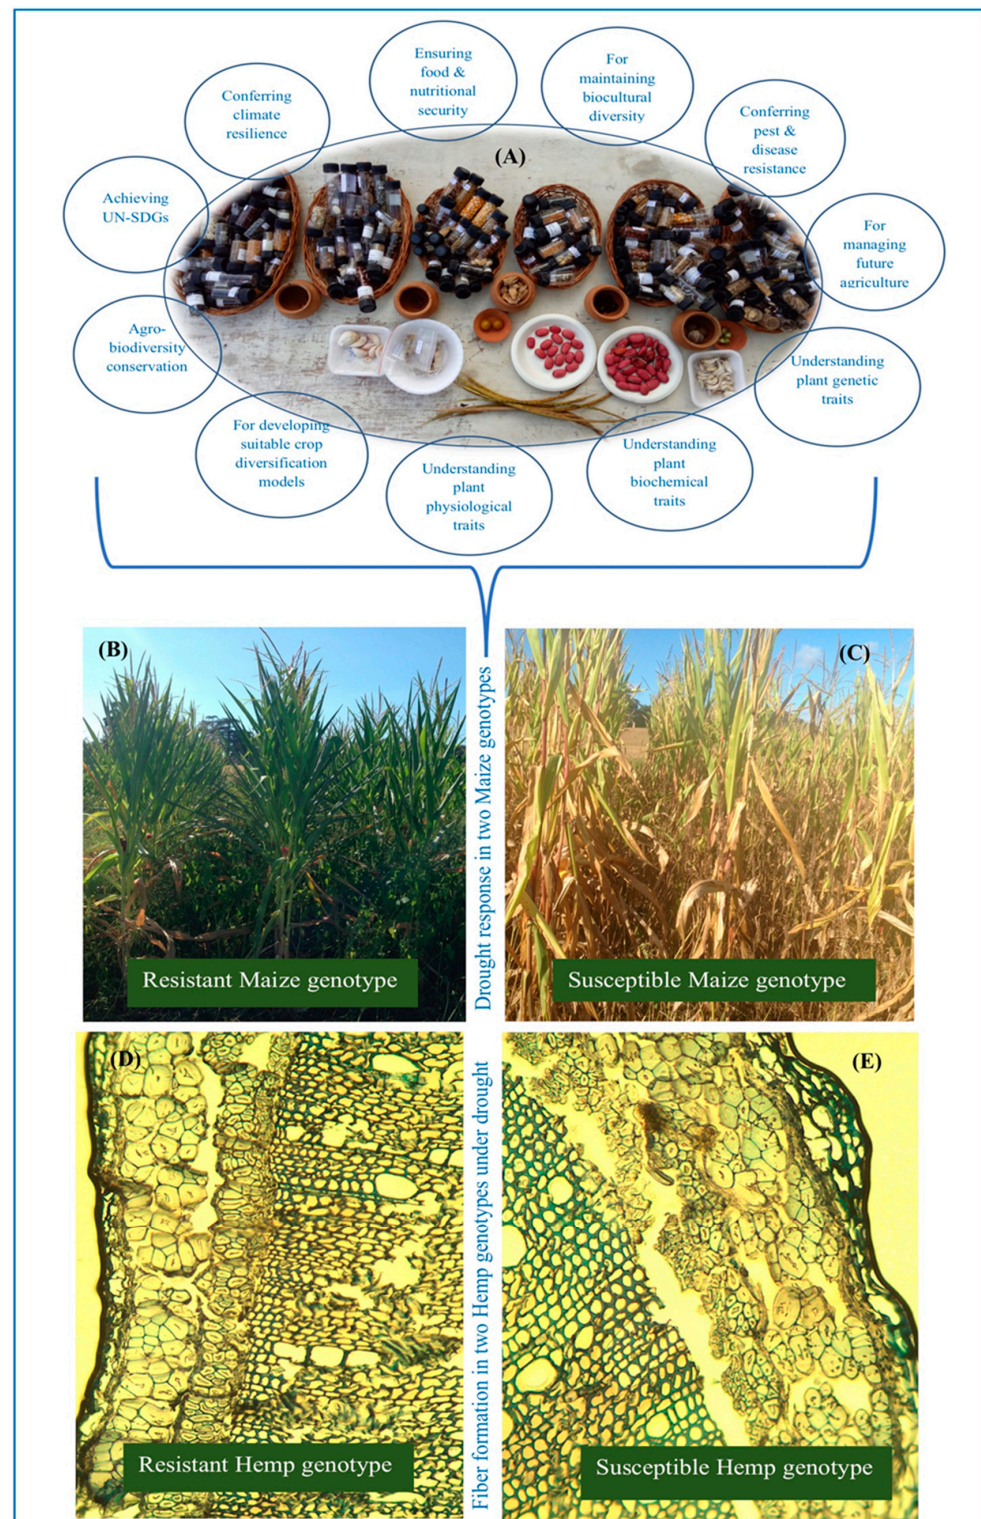 Ensuring
food &
nutritional
security
For
maintaining
biocultural
diversity
Conferring
climate
resilience
Conferring
pest &
disease
resistance
(A)
Achieving
UN-SDGs
For
managing
future
agriculture
Agro-
biodiversity
conservation
Understanding
plant genetic
traits
For developing
suitable crop
diversification
models
Understanding
plant
physiological
traits
Understanding
plant
biochemical
traits
(B)
Resistant Maize genotype
Drought response in two Maize genotypes
(C)
Susceptible Maize genotype
(D)
Resistant Hemp genotype
Fiber formation in two Hemp genotypes under drought
(E)
Susceptible Hemp genotype